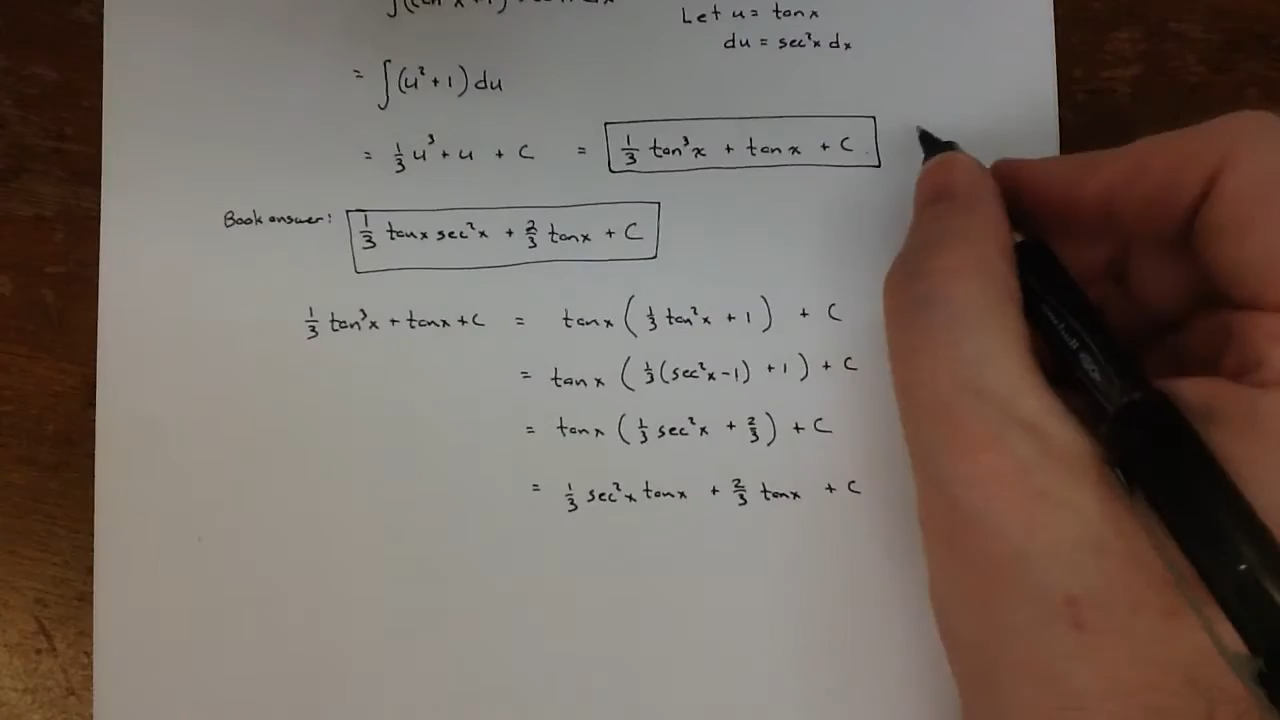 Let u = tan x
du = sec²x dx
= ∫(u² + 1) du
= 1/3 u³ + u + C = 1/3 tan³x + tan x + C
Book answer: 1/3 tan x sec²x + 2/3 tan x + C
1/3 tan³x + tan x + C = tan x (1/3 tan²x + 1) + C
= tan x (1/3 (sec²x - 1) + 1) + C
= tan x (1/3 sec²x + 2/3) + C
= 1/3 sec²x tan x + 2/3 tan x + C